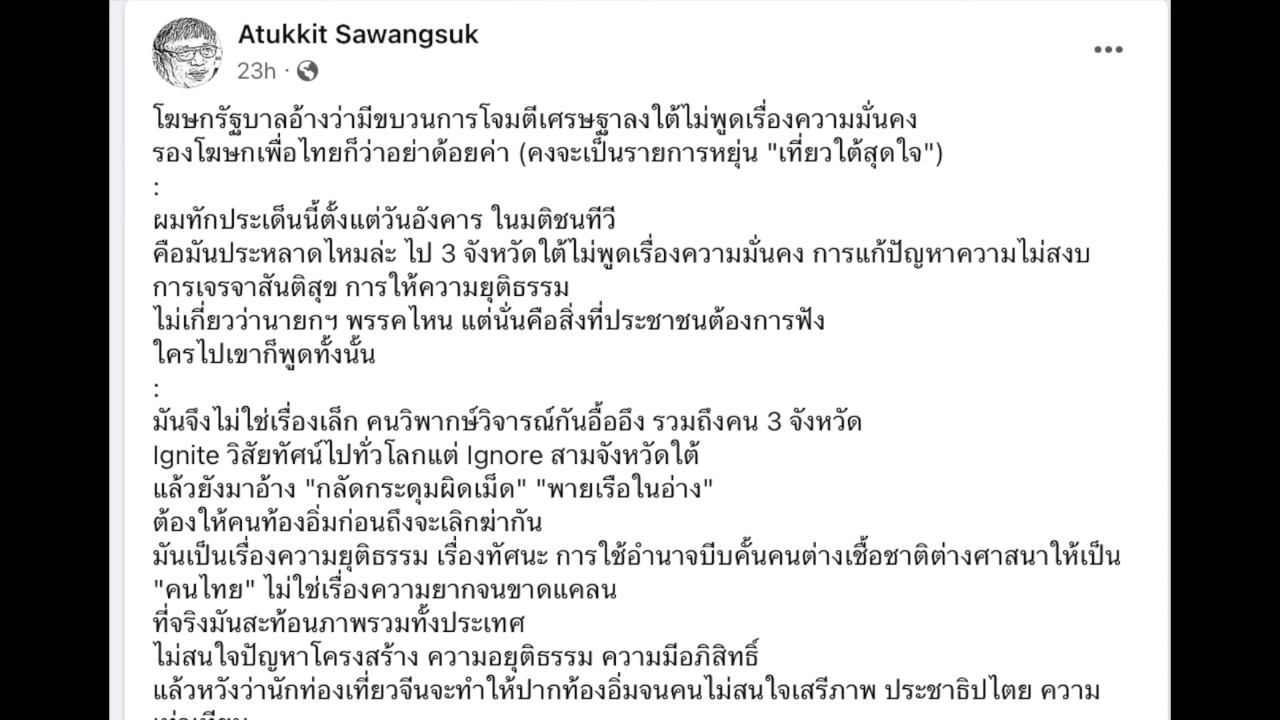 Atukkit Sawangsuk
23h ·
โฆษกรัฐบาลอ้างว่ามีขบวนการโจมตีเศรษฐาลงใต้ไม่พูดเรื่องความมั่นคง
รองโฆษกเพื่อไทยก็ว่าอย่าด้อยค่า (คงจะเป็นรายการหยุ่น "เที่ยวใต้สุดใจ")
:
ผมทักประเด็นนี้ตั้งแต่วันอังคาร ในมติชนทีวี
คือมันประหลาดไหมล่ะ ไป 3 จังหวัดใต้ไม่พูดเรื่องความมั่นคง การแก้ปัญหาความไม่สงบ
การเจรจาสันติสุข การให้ความยุติธรรม
ไม่เกี่ยวว่านายกฯ พรรคไหน แต่นั่นคือสิ่งที่ประชาชนต้องการฟัง
ใครไปเขาก็พูดทั้งนั้น
:
มันจึงไม่ใช่เรื่องเล็ก คนวิพากษ์วิจารณ์กันอื้ออึง รวมถึงคน 3 จังหวัด
Ignite วิสัยทัศน์ไปทั่วโลกแต่ Ignore สามจังหวัดใต้
แล้วยังมาอ้าง "กลัดกระดุมผิดเม็ด" "พายเรือในอ่าง"
ต้องให้คนท้องอิ่มก่อนถึงจะเลิกฆ่ากัน
มันเป็นเรื่องความยุติธรรม เรื่องทัศนะ การใช้อำนาจบีบคั้นคนต่างเชื้อชาติต่างศาสนาให้เป็น
"คนไทย" ไม่ใช่เรื่องความยากจนขาดแคลน
ที่จริงมันสะท้อนภาพรวมทั้งประเทศ
ไม่สนใจปัญหาโครงสร้าง ความอยุติธรรม ความมีอภิสิทธิ์
แล้วหวังว่านักท่องเที่ยวจีนจะทำให้ปากท้องอิ่มจนคนไม่สนใจเสรีภาพ ประชาธิปไตย ความ